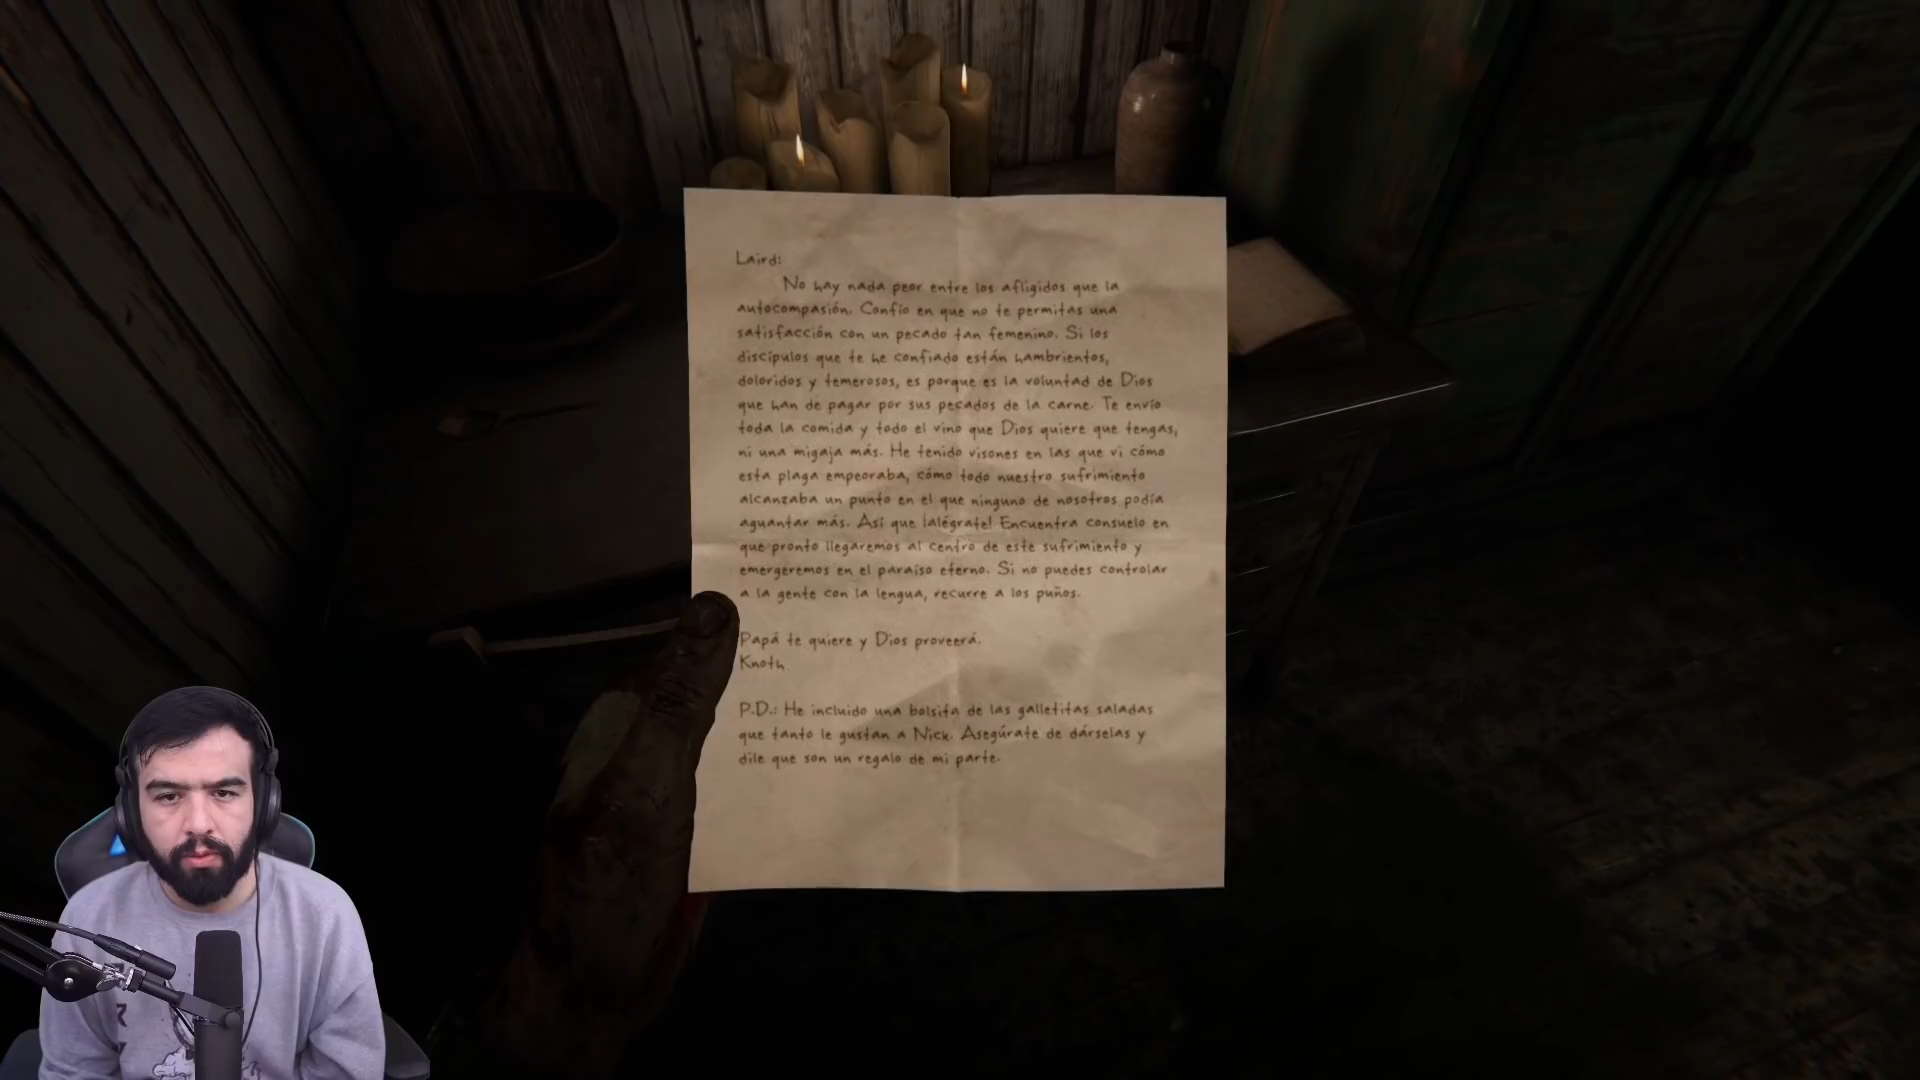 Laird:
No hay nada peor entre los afligidos que la
autocompasión. Confío en que no te permitas una
satisfacción con un pecado tan femenino. Si los
discípulos que te he confiado están hambrientos,
doloridos y temerosos, es porque es la voluntad de Dios
que han de pagar por sus pecados de la carne. Te envío
toda la comida y todo el vino que Dios quiere que tengas,
ni una migaja más. He tenido visones en las que vi cómo
esta plaga empeoraba, cómo todo nuestro sufrimiento
alcanzaba un punto en el que ninguno de nosotros podía
aguantar más. Así que ¡alégrate! Encuentra consuelo en
que pronto llegaremos al centro de este sufrimiento y
emergeremos en el paraíso eterno. Si no puedes controlar
a la gente con la lengua, recurre a los puños.
Papá te quiere y Dios proveerá.
Knoth
P.D.: He incluido una bolsita de las galletitas saladas
que tanto le gustan a Nick. Asegúrate de dárselas y
dile que son un regalo de mi parte.